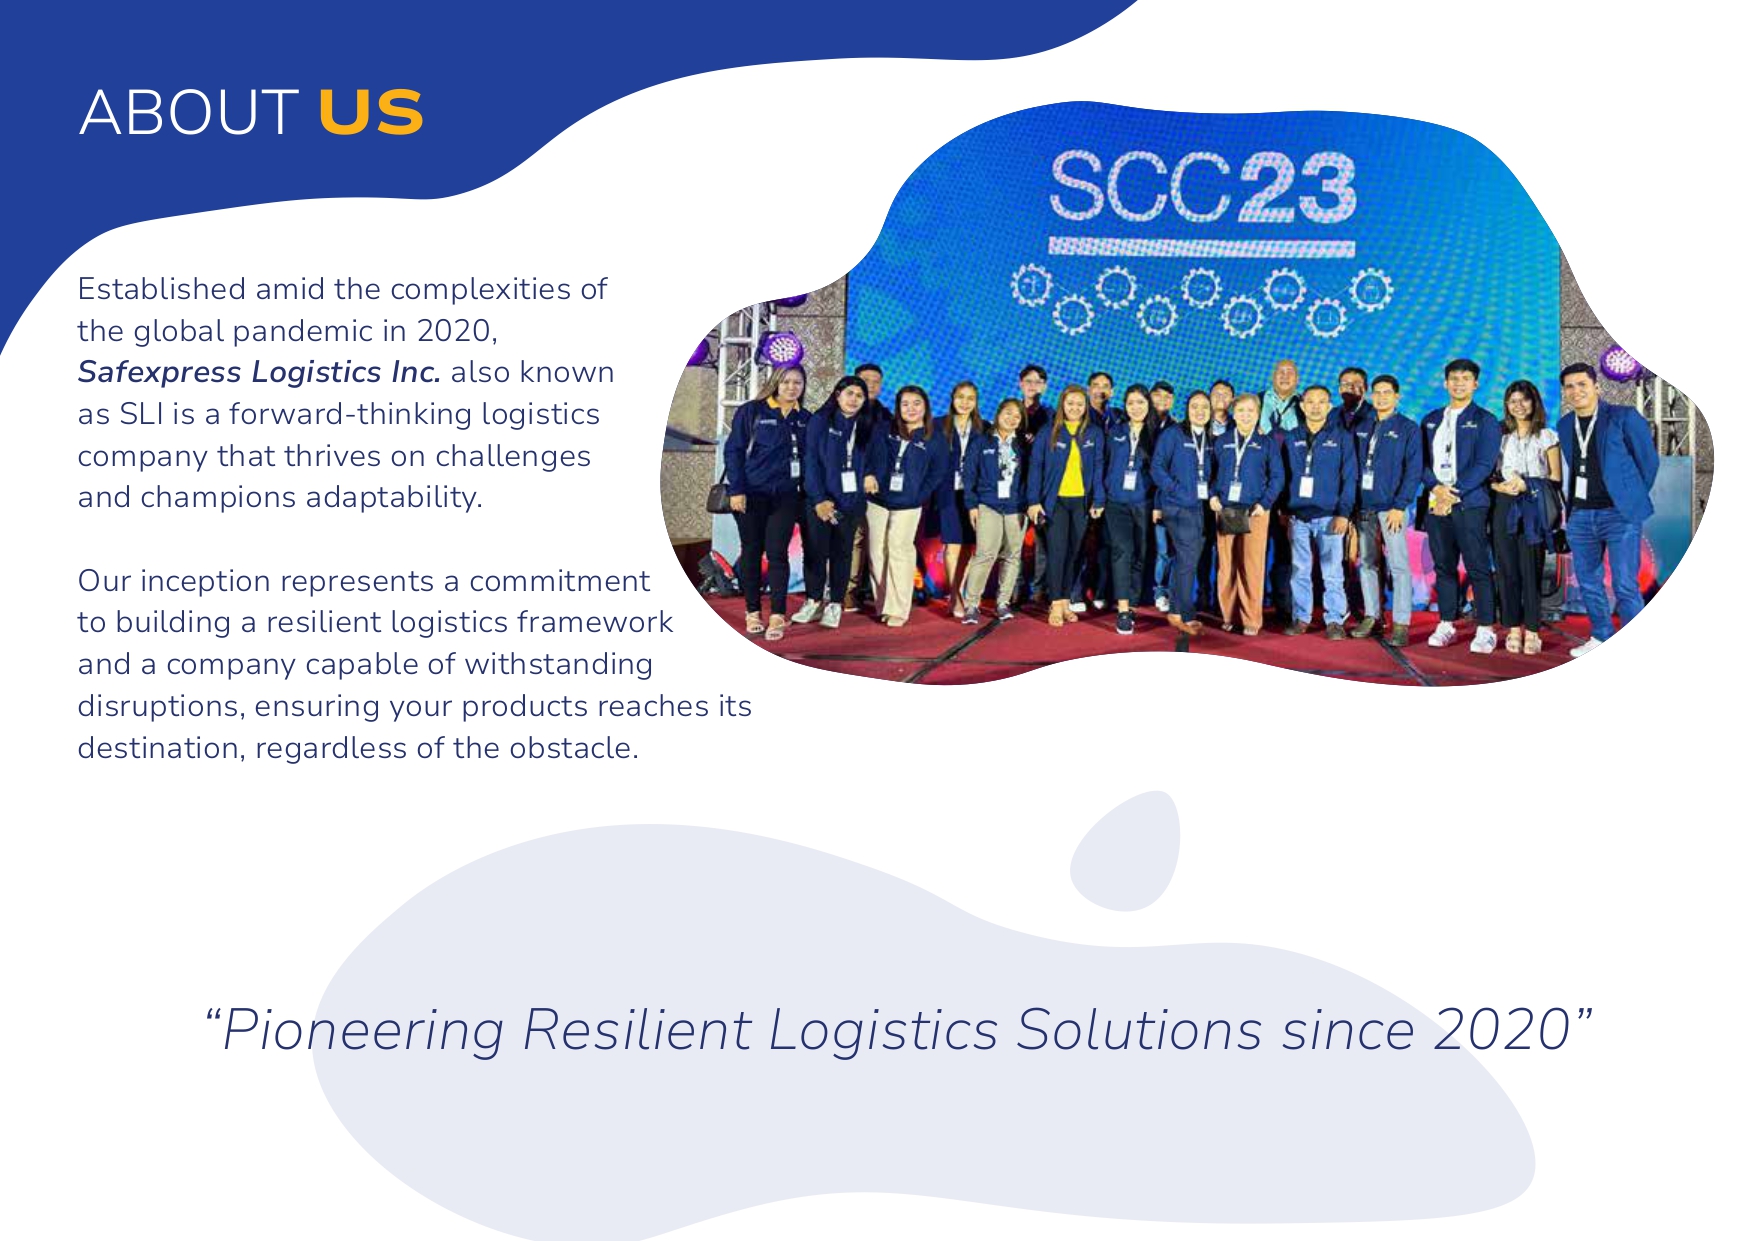 ABOUT US
Established amid the complexities of
the global pandemic in 2020,
Safexpress Logistics Inc. also known
as SLI is a forward-thinking logistics
company that thrives on challenges
and champions adaptability.
Our inception represents a commitment
to building a resilient logistics framework
and a company capable of withstanding
disruptions, ensuring your products reaches its
destination, regardless of the obstacle.
SCC23
“Pioneering Resilient Logistics Solutions since 2020”